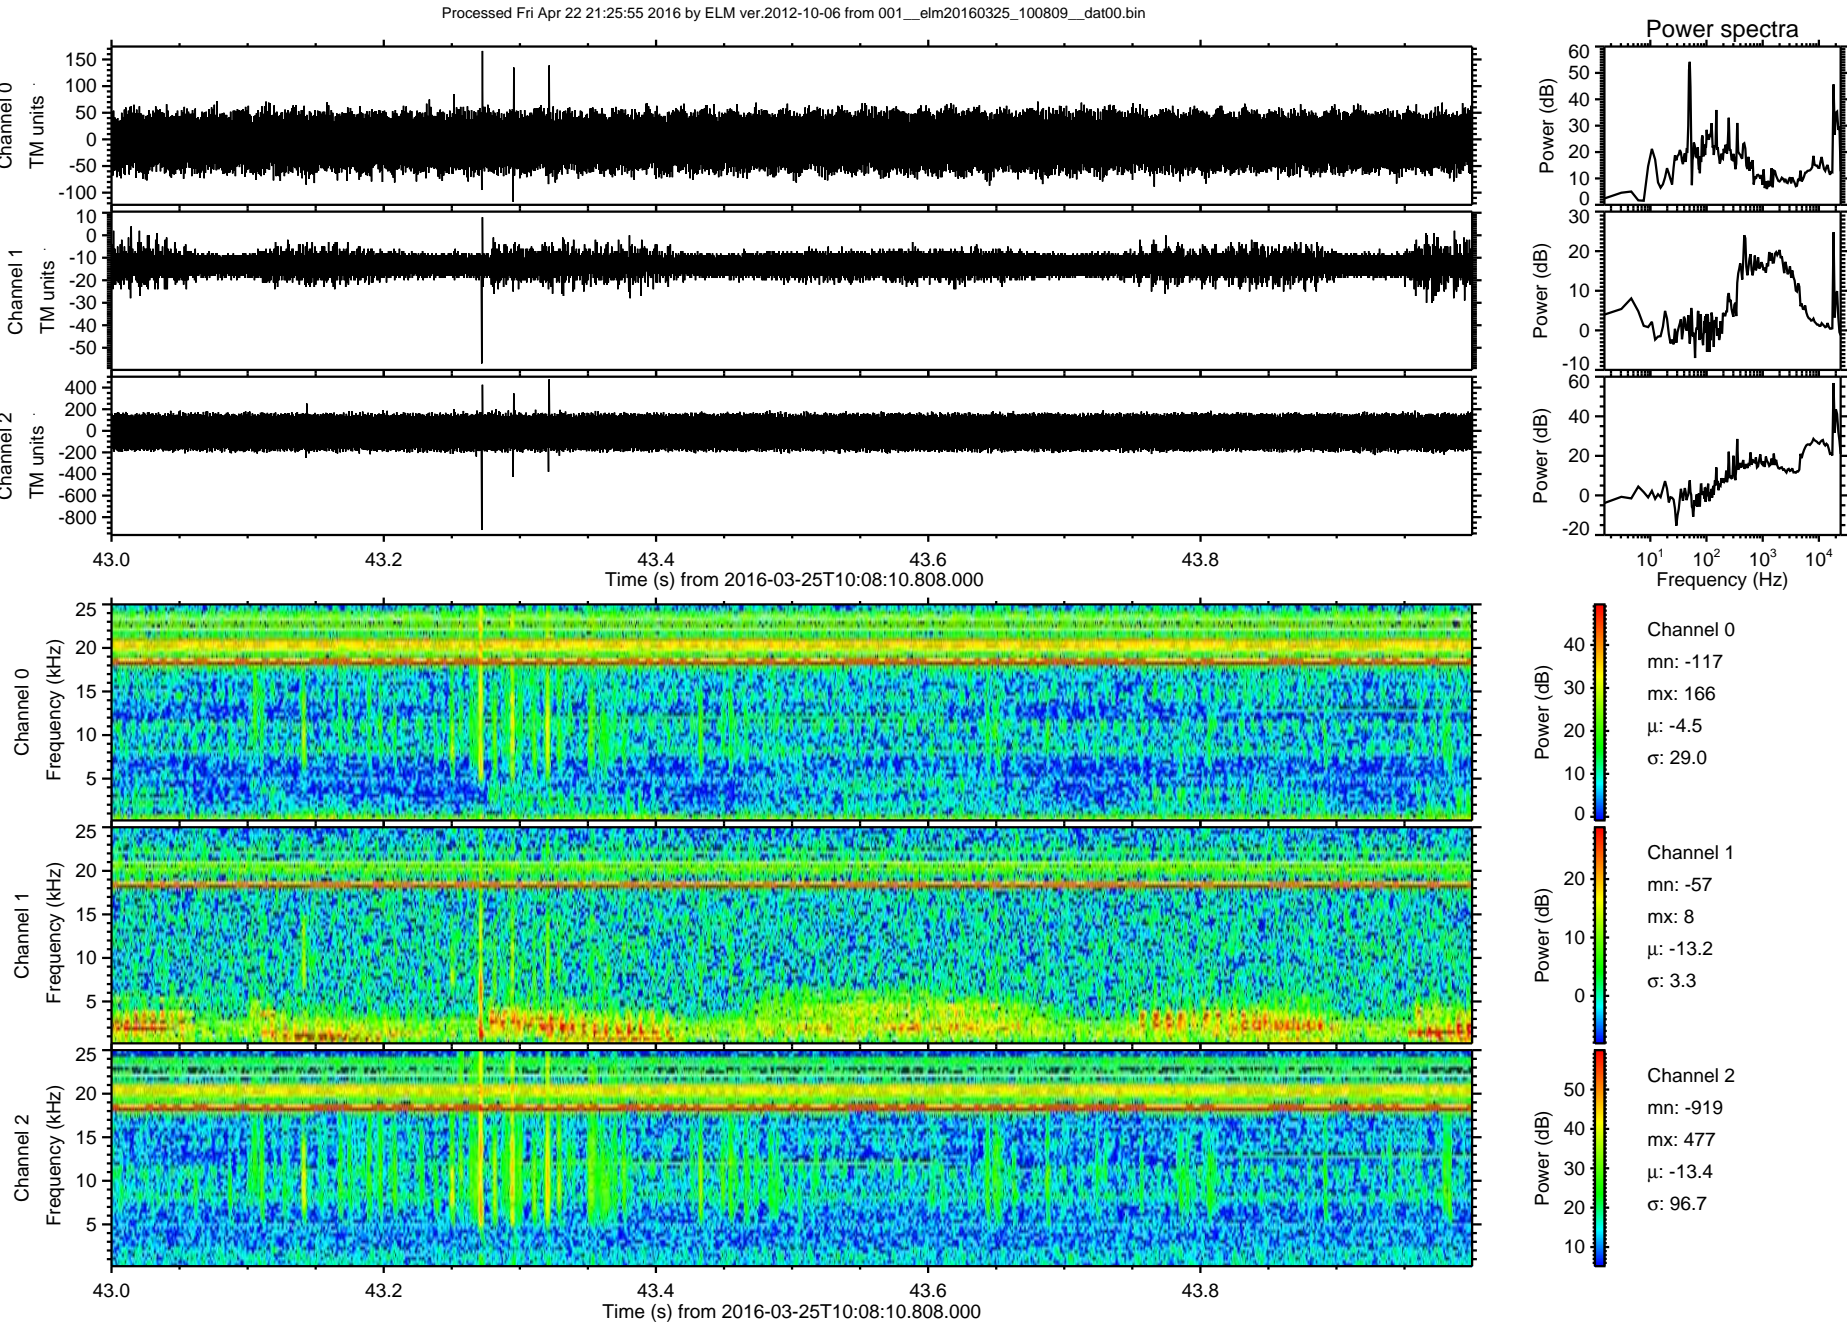 Processed Fri Apr 22 21:25:55 2016 by ELM ver.2012-10-06 from 001__elm20160325_100809__dat00.bin
Power spectra
Channel 0
TM units
150
100
50
0
-50
-100
Power (dB)
60
50
40
30
20
10
0
Channel 1
TM units
10
0
-10
-20
-30
-40
-50
Power (dB)
30
20
10
0
-10
Channel 2
TM units
400
200
0
-200
-400
-600
-800
Power (dB)
60
40
20
0
-20
43.0 43.2 43.4 43.6 43.8
Time (s) from 2016-03-25T10:08:10.808.000
10^1 10^2 10^3 10^4
Frequency (Hz)
Channel 0
Frequency (kHz)
25
20
15
10
5
Power (dB)
40
30
20
10
0
Channel 0
mn: -117
mx: 166
μ: -4.5
σ: 29.0
Channel 1
Frequency (kHz)
25
20
15
10
5
Power (dB)
20
10
0
Channel 1
mn: -57
mx: 8
μ: -13.2
σ: 3.3
Channel 2
Frequency (kHz)
25
20
15
10
5
Power (dB)
50
40
30
20
10
Channel 2
mn: -919
mx: 477
μ: -13.4
σ: 96.7
43.0 43.2 43.4 43.6 43.8
Time (s) from 2016-03-25T10:08:10.808.000